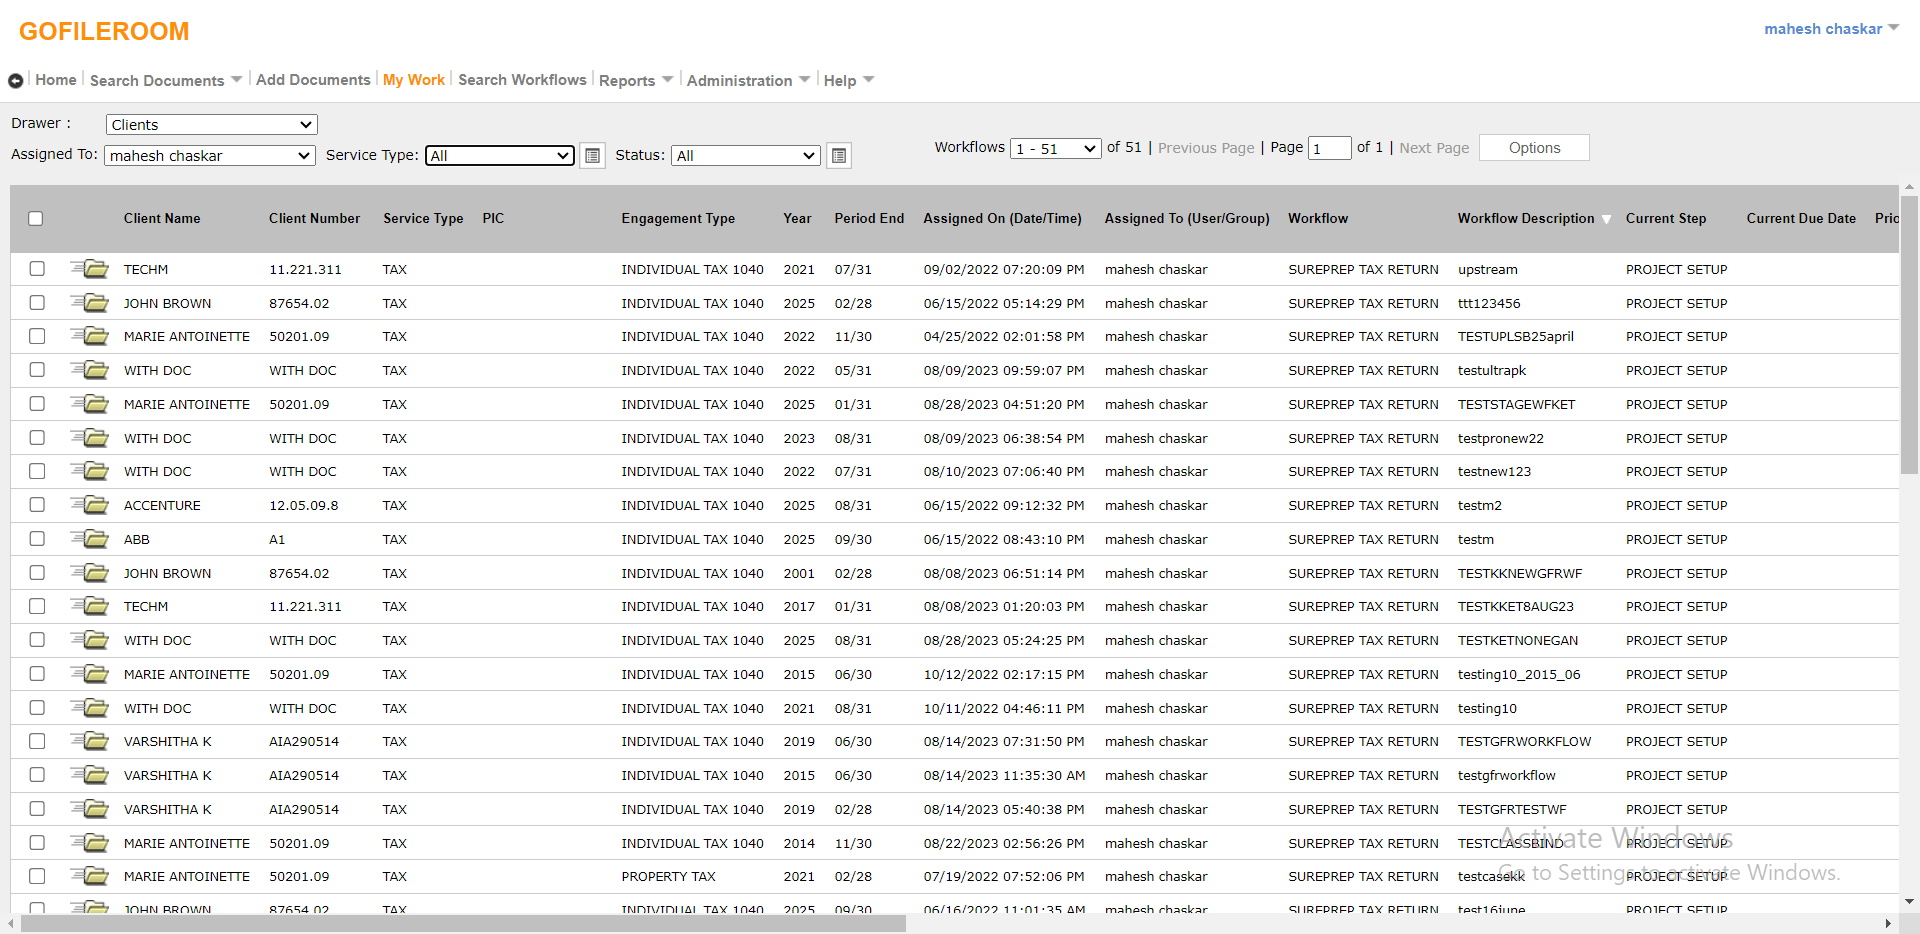 GOFILEROOM
mahesh chaskar
Home Search Documents Add Documents My Work Search Workflows Reports Administration Help
Drawer : Clients
Assigned To: mahesh chaskar Service Type: All Status: All Workflows 1 - 51 of 51 | Previous Page | Page 1 of 1 | Next Page Options
Client Name Client Number Service Type PIC Engagement Type Year Period End Assigned On (Date/Time) Assigned To (User/Group) Workflow Workflow Description Current Step Current Due Date Pric
TECHM 11.221.311 TAX INDIVIDUAL TAX 1040 2021 07/31 09/02/2022 07:20:09 PM mahesh chaskar SUREPREP TAX RETURN upstream PROJECT SETUP
JOHN BROWN 87654.02 TAX INDIVIDUAL TAX 1040 2025 02/28 06/15/2022 05:14:29 PM mahesh chaskar SUREPREP TAX RETURN ttt123456 PROJECT SETUP
MARIE ANTOINETTE 50201.09 TAX INDIVIDUAL TAX 1040 2022 11/30 04/25/2022 02:01:58 PM mahesh chaskar SUREPREP TAX RETURN TESTUPLSB25april PROJECT SETUP
WITH DOC WITH DOC TAX INDIVIDUAL TAX 1040 2022 05/31 08/09/2023 09:59:07 PM mahesh chaskar SUREPREP TAX RETURN testultrapk PROJECT SETUP
MARIE ANTOINETTE 50201.09 TAX INDIVIDUAL TAX 1040 2025 01/31 08/28/2023 04:51:20 PM mahesh chaskar SUREPREP TAX RETURN TESTSTAGEWFKET PROJECT SETUP
WITH DOC WITH DOC TAX INDIVIDUAL TAX 1040 2023 08/31 08/09/2023 06:38:54 PM mahesh chaskar SUREPREP TAX RETURN testpronew22 PROJECT SETUP
WITH DOC WITH DOC TAX INDIVIDUAL TAX 1040 2022 07/31 08/10/2023 07:06:40 PM mahesh chaskar SUREPREP TAX RETURN testnew123 PROJECT SETUP
ACCENTURE 12.05.09.8 TAX INDIVIDUAL TAX 1040 2025 08/31 06/15/2022 09:12:32 PM mahesh chaskar SUREPREP TAX RETURN testm2 PROJECT SETUP
ABB A1 TAX INDIVIDUAL TAX 1040 2025 09/30 06/15/2022 08:43:10 PM mahesh chaskar SUREPREP TAX RETURN testm PROJECT SETUP
JOHN BROWN 87654.02 TAX INDIVIDUAL TAX 1040 2001 02/28 08/08/2023 06:51:14 PM mahesh chaskar SUREPREP TAX RETURN TESTKKNEWGFRWF PROJECT SETUP
TECHM 11.221.311 TAX INDIVIDUAL TAX 1040 2017 01/31 08/08/2023 01:20:03 PM mahesh chaskar SUREPREP TAX RETURN TESTKKET8AUG23 PROJECT SETUP
WITH DOC WITH DOC TAX INDIVIDUAL TAX 1040 2025 08/31 08/28/2023 05:24:25 PM mahesh chaskar SUREPREP TAX RETURN TESTKETNONEGAN PROJECT SETUP
MARIE ANTOINETTE 50201.09 TAX INDIVIDUAL TAX 1040 2015 06/30 10/12/2022 02:17:15 PM mahesh chaskar SUREPREP TAX RETURN testing10_2015_06 PROJECT SETUP
WITH DOC WITH DOC TAX INDIVIDUAL TAX 1040 2021 08/31 10/11/2022 04:46:11 PM mahesh chaskar SUREPREP TAX RETURN testing10 PROJECT SETUP
VARSHITHA K AIA290514 TAX INDIVIDUAL TAX 1040 2019 06/30 08/14/2023 07:31:50 PM mahesh chaskar SUREPREP TAX RETURN TESTGFRWORKFLOW PROJECT SETUP
VARSHITHA K AIA290514 TAX INDIVIDUAL TAX 1040 2015 06/30 08/14/2023 11:35:30 AM mahesh chaskar SUREPREP TAX RETURN testgfrworkflow PROJECT SETUP
VARSHITHA K AIA290514 TAX INDIVIDUAL TAX 1040 2019 02/28 08/14/2023 05:40:38 PM mahesh chaskar SUREPREP TAX RETURN TESTGFRTESTWF PROJECT SETUP
MARIE ANTOINETTE 50201.09 TAX INDIVIDUAL TAX 1040 2014 11/30 08/22/2023 02:56:26 PM mahesh chaskar SUREPREP TAX RETURN TESTCLASSBIND PROJECT SETUP
MARIE ANTOINETTE 50201.09 TAX PROPERTY TAX 2021 02/28 07/19/2022 07:52:06 PM mahesh chaskar SUREPREP TAX RETURN testcasekk PROJECT SETUP
JOHN BROWN 87654.02 TAX INDIVIDUAL TAX 1040 2025 09/30 06/16/2022 11:01:35 AM mahesh chaskar SUREPREP TAX RETURN test16june PROJECT SETUP
Activate Windows
Go to Settings to activate Windows.